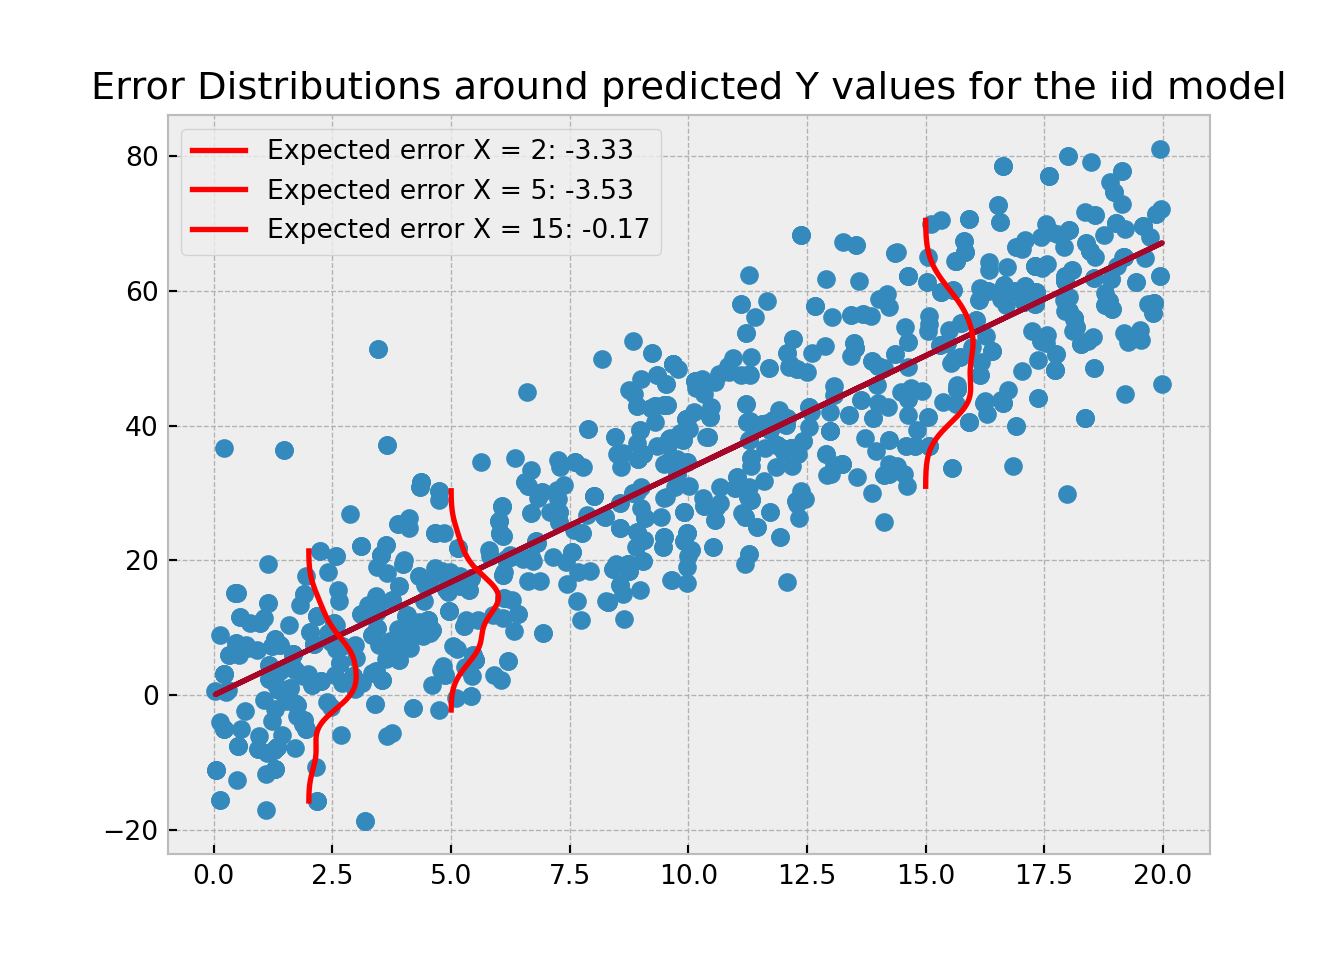 Error Distributions around predicted Y values for the iid model
Expected error X = 2: -3.33
Expected error X = 5: -3.53
Expected error X = 15: -0.17
80
60
40
20
0
−20
0.0 2.5 5.0 7.5 10.0 12.5 15.0 17.5 20.0